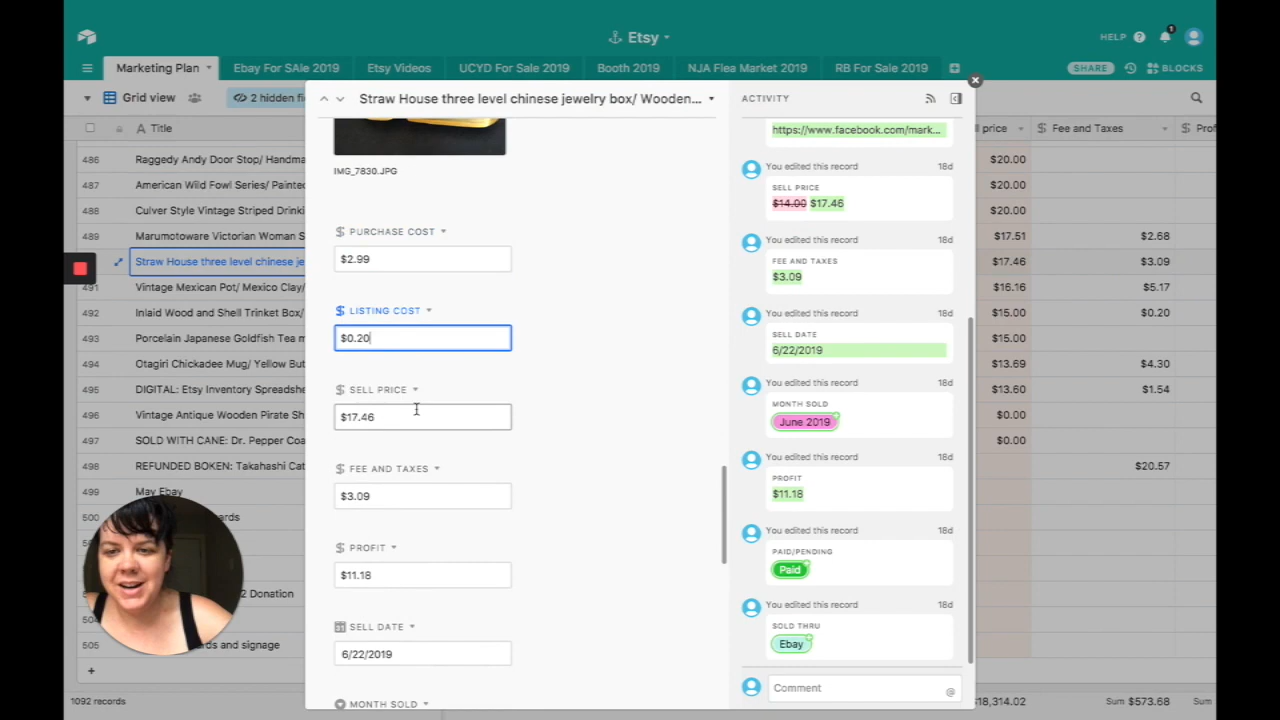 Etsy
HELP
1
Marketing Plan
Ebay For SAle 2019
Etsy Videos
UCYD For Sale 2019
Booth 2019
NJA Flea Market 2019
RB For Sale 2019
SHARE
BLOCKS
Grid view
2 hidden fi
Straw House three level chinese jewelry box/ Wooden...
ACTIVITY
A Title
price
$ Fee and Taxes
$
https://www.facebook.com/mark...
486 Raggedy Andy Door Stop/ Handma
$20.00
487 American Wild Fowl Series/ Painte
$20.00
488 Culver Style Vintage Striped Drinki
$20.00
489 Marumotoware Victorian Woman S
$17.51 $2.68
Straw House three level chinese je
$17.46 $3.09
Vintage Mexican Pot/ Mexico Clay/
$16.16 $5.17
492 Inlaid Wood and Shell Trinket Box/
$15.00 $0.20
493 Porcelain Japanese Goldfish Tea m
$15.00
494 Otagiri Chickadee Mug/ Yellow But
$13.69 $4.30
495 DIGITAL: Etsy Inventory Spreadshe
$13.60 $1.54
496 Vintage Antique Wooden Pirate Sh
$0.00
497 SOLD WITH CANE: Dr. Pepper Coa
$0.00
498 REFUNDED BOKEN: Takahashi Cat
$20.57
499 May Ebay
500
2 Donation
505
1092 records
$18,314.02
Sum $573.68
IMG_7830.JPG
$ PURCHASE COST
$2.99
$ LISTING COST
$0.20
$ SELL PRICE
$17.46
$ FEE AND TAXES
$3.09
$ PROFIT
$11.18
SELL DATE
6/22/2019
MONTH SOLD
You edited this record 18d
SELL PRICE
$14.00 $17.46
You edited this record 18d
FEE AND TAXES
$3.09
You edited this record 18d
SELL DATE
6/22/2019
You edited this record 18d
MONTH SOLD
June 2019
You edited this record 18d
PROFIT
$11.18
You edited this record 18d
PAID/PENDING
Paid
You edited this record 18d
SOLD THRU
Ebay
Comment
@